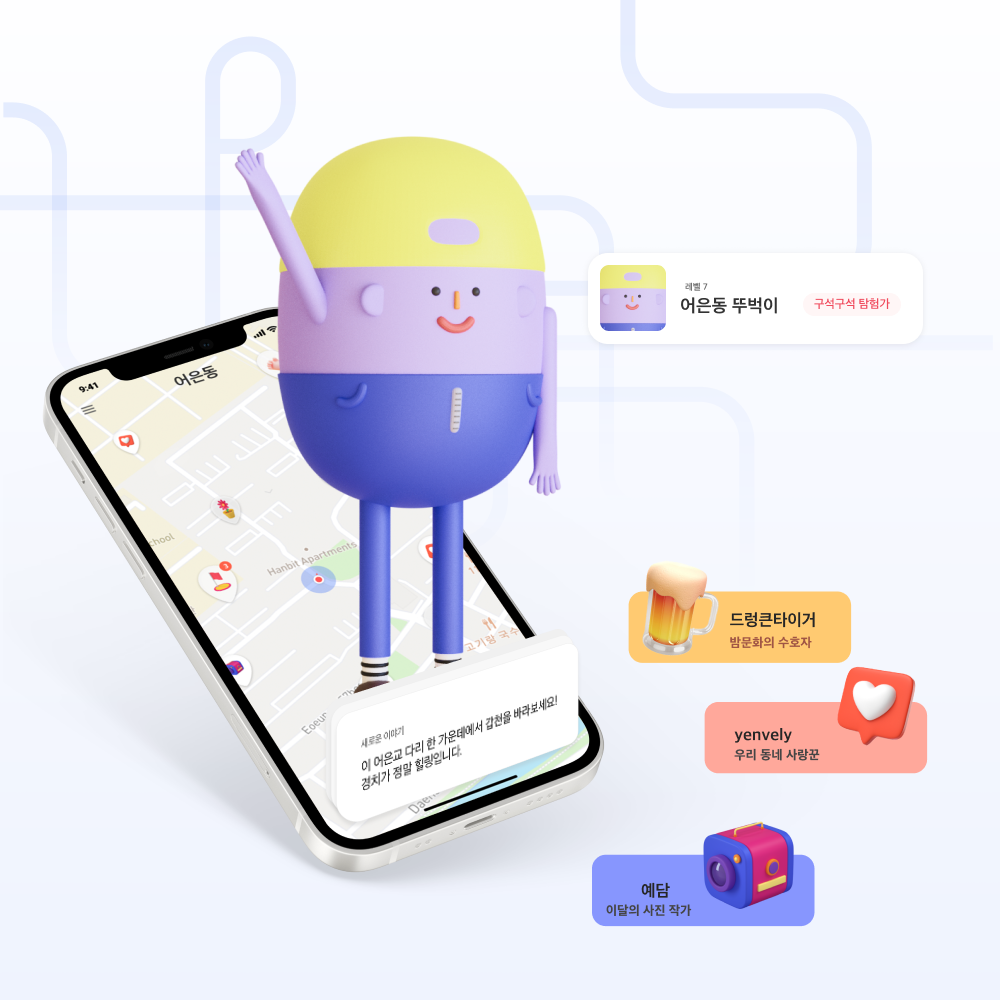 레벨 7
어은동 뚜벅이
구석구석 탐험가
9:41
어은동
Hanbit Apartments
3
고기랑 국수
새로운 이야기
이 어은교 다리 한 가운데에서 갑천을 바라보세요!
경치가 정말 힐링입니다.
드렁큰타이거
밤문화의 수호자
yenvely
우리 동네 사랑꾼
예담
이달의 사진 작가